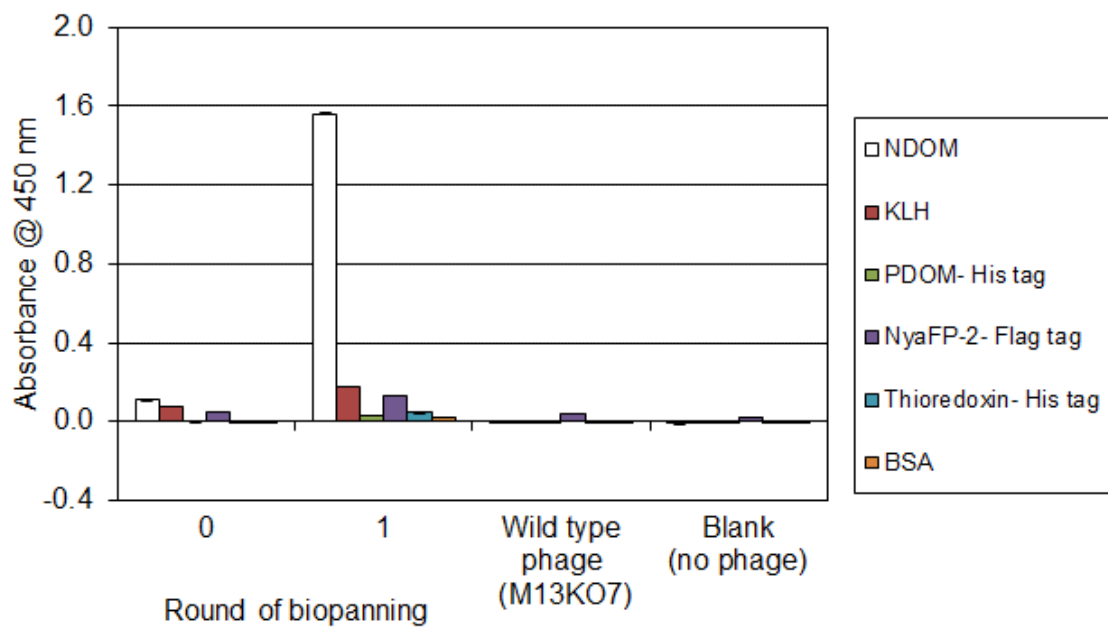 2.0
1.6
1.2
0.8
0.4
0.0
-0.4
Absorbance @ 450 nm
0
1
Wild type
phage
(M13KO7)
Blank
(no phage)
Round of biopanning
NDOM
KLH
PDOM- His tag
NyaFP-2- Flag tag
Thioredoxin- His tag
BSA